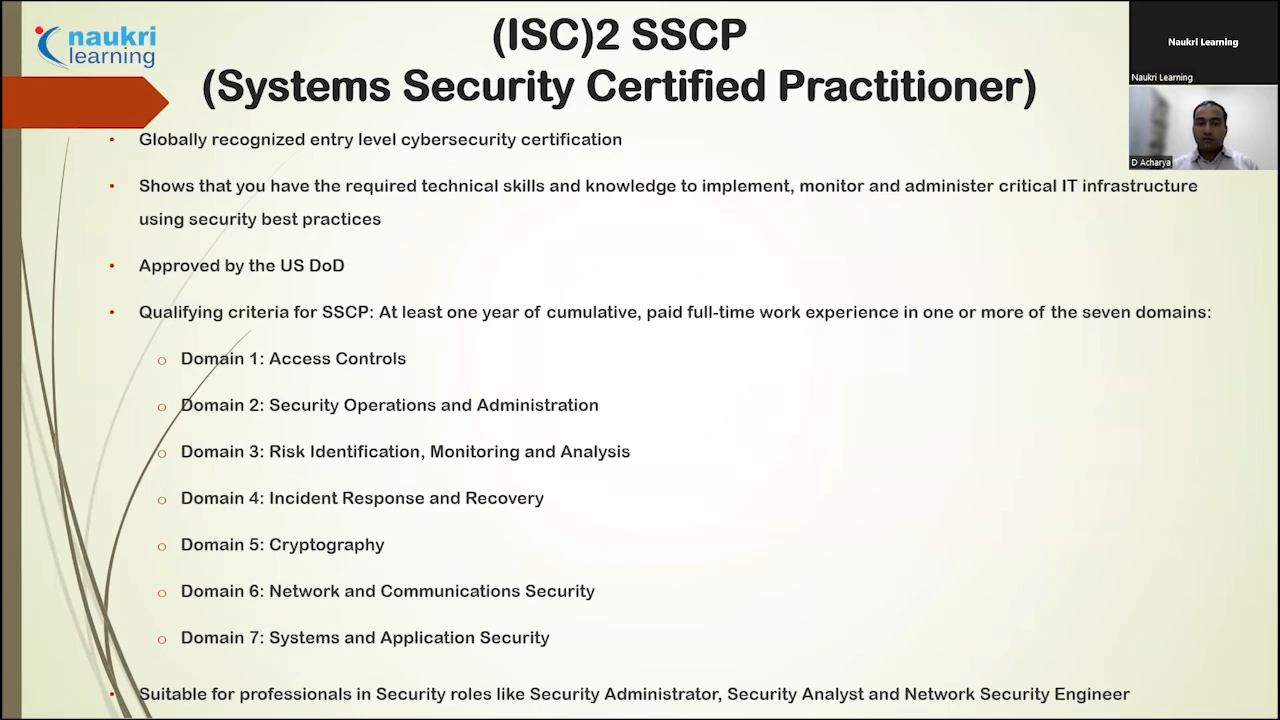 naukri
learning
(ISC)2 SSCP
(Systems Security Certified Practitioner)
Naukri Learning
Naukri Learning
D Acharya
• Globally recognized entry level cybersecurity certification
• Shows that you have the required technical skills and knowledge to implement, monitor and administer critical IT infrastructure
using security best practices
• Approved by the US DoD
• Qualifying criteria for SSCP: At least one year of cumulative, paid full-time work experience in one or more of the seven domains:
o Domain 1: Access Controls
o Domain 2: Security Operations and Administration
o Domain 3: Risk Identification, Monitoring and Analysis
o Domain 4: Incident Response and Recovery
o Domain 5: Cryptography
o Domain 6: Network and Communications Security
o Domain 7: Systems and Application Security
• Suitable for professionals in Security roles like Security Administrator, Security Analyst and Network Security Engineer